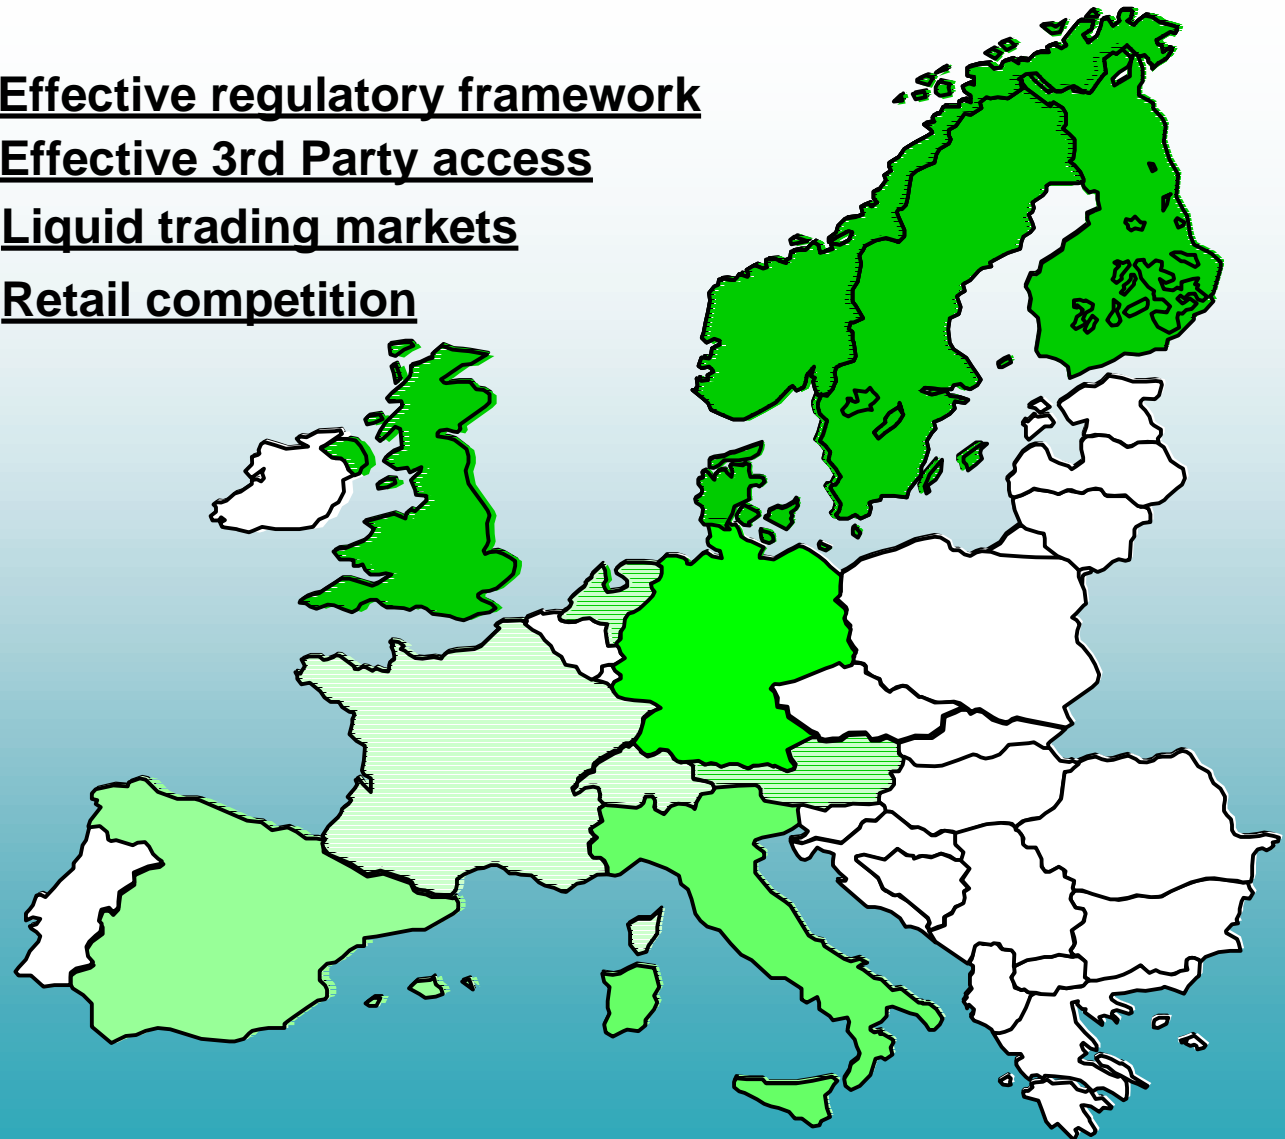 Effective regulatory framework
Effective 3rd Party access
Liquid trading markets
Retail competition